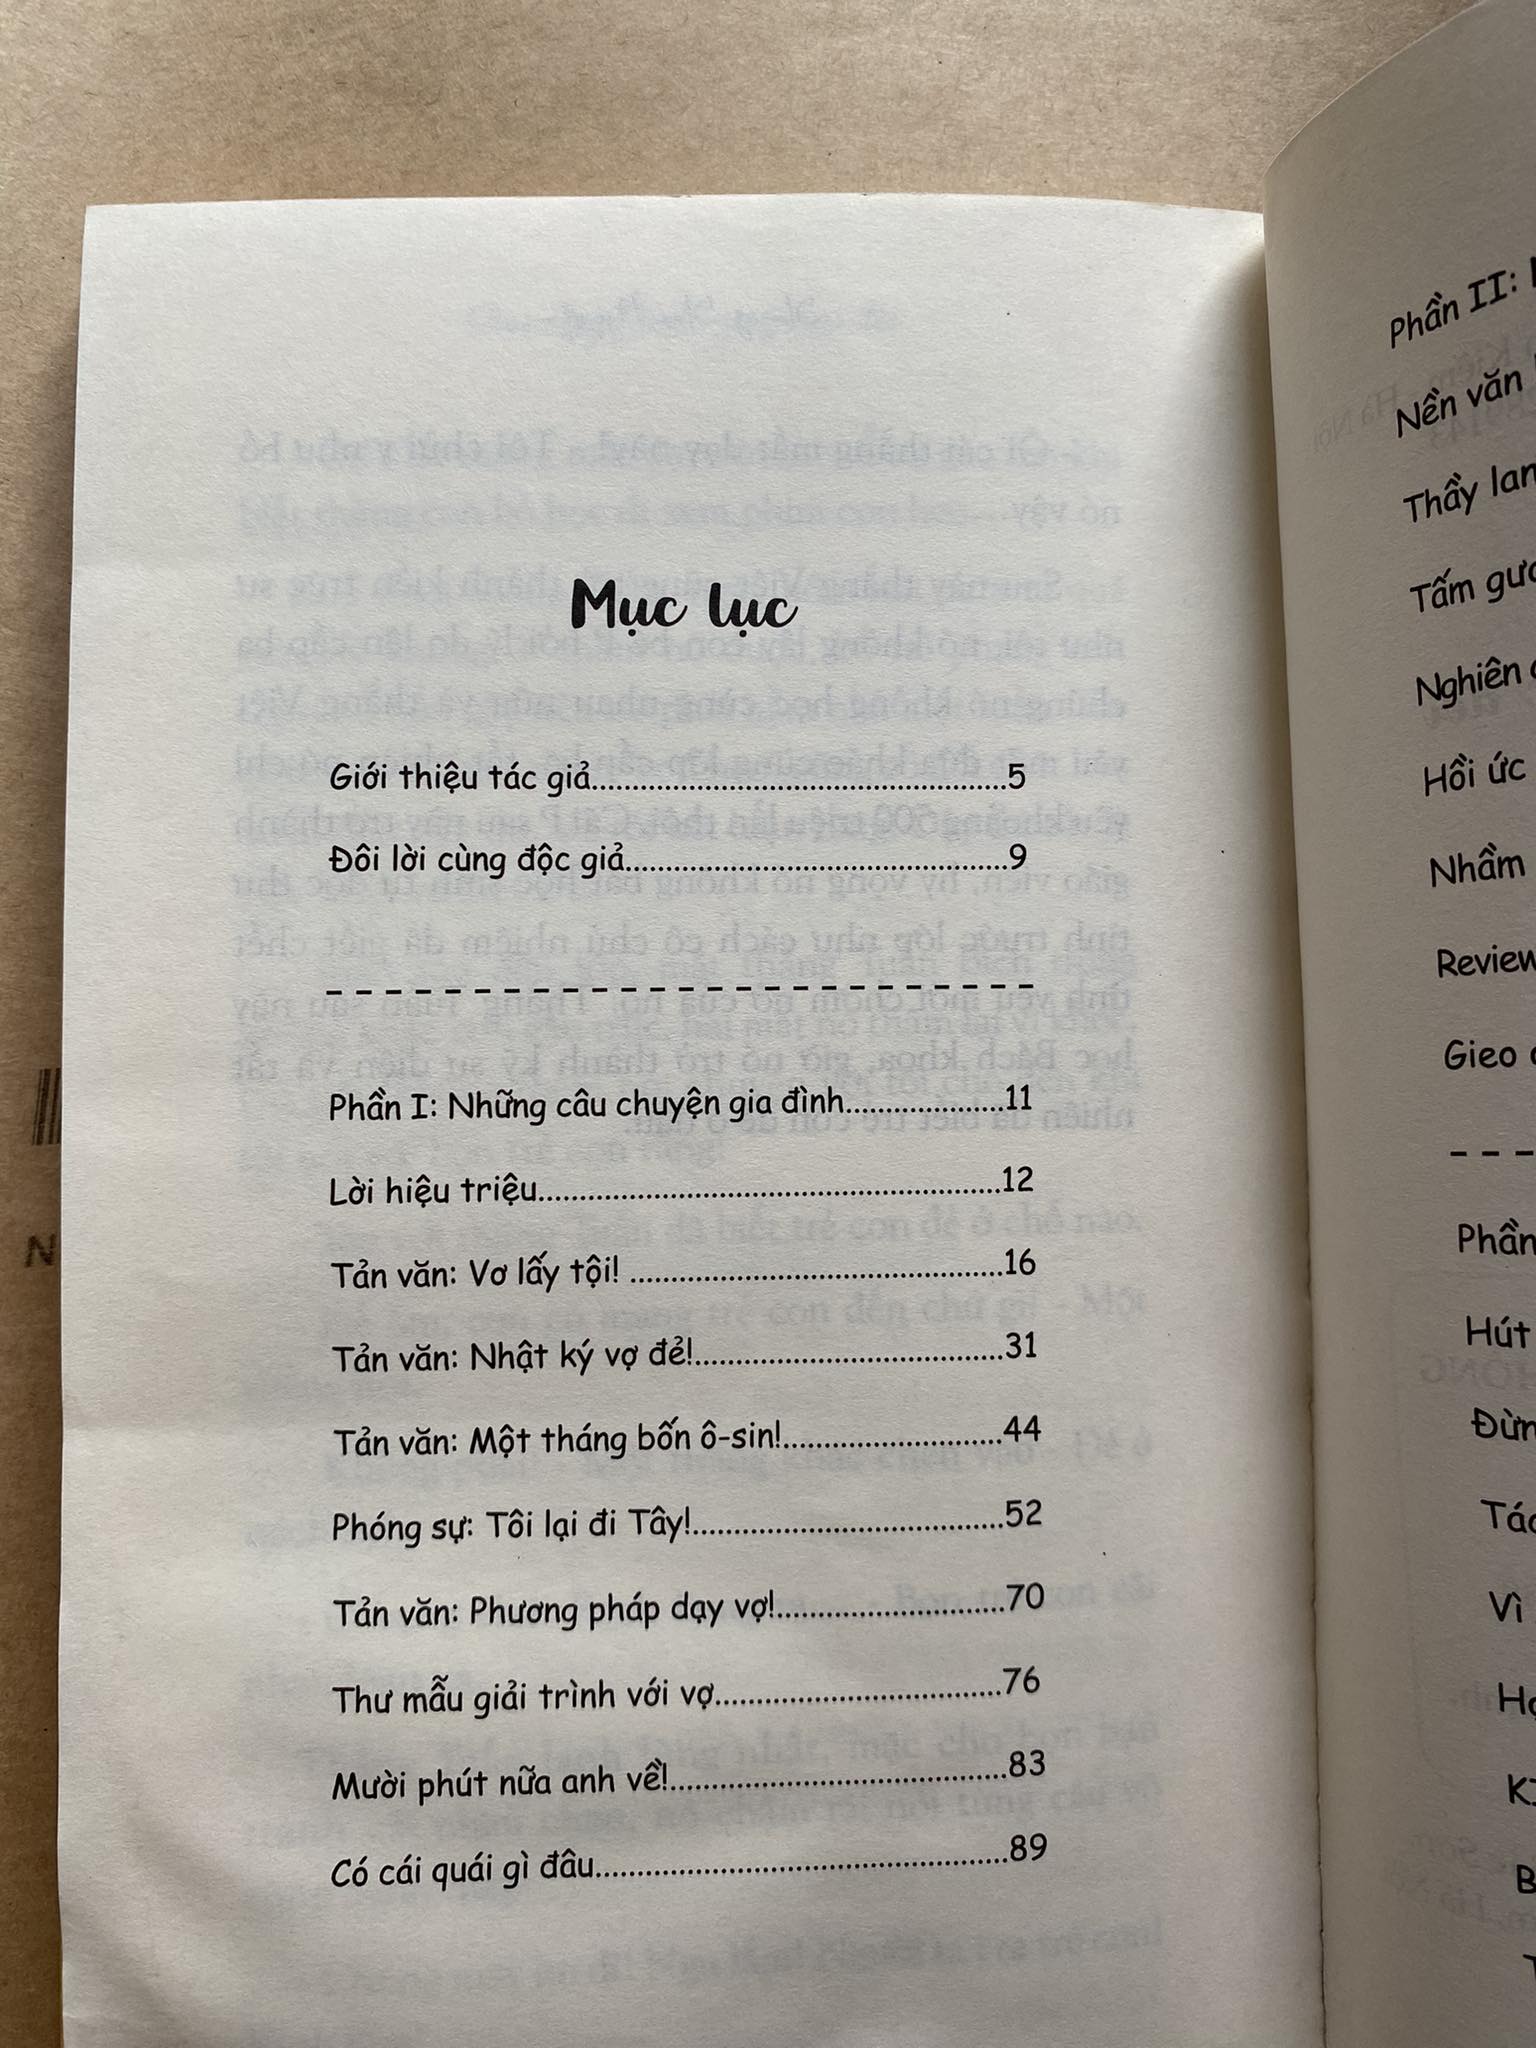 Mục lục
Giới thiệu tác giả..................................................5
Đôi lời cùng độc giả..............................................9
Phần I: Những câu chuyện gia đình....................11
Lời hiệu triệu.......................................................12
Tản văn: Vơ lấy tội! .............................................16
Tản văn: Nhật ký vợ đẻ!.....................................31
Tản văn: Một tháng bốn ô-sin!..........................44
Phóng sự: Tôi lại đi Tây!.....................................52
Tản văn: Phương pháp dạy vợ!...........................70
Thư mẫu giải trình với vợ..................................76
Mười phút nữa anh về!.......................................83
Có cái quái gì đâu.................................................89
Phần II:
Nền văn
Thầy lan
Tấm gươ
Nghiên
Hồi ức
Nhầm
Review
Gieo
Phần
Hút
Đừn
Tác
Vì